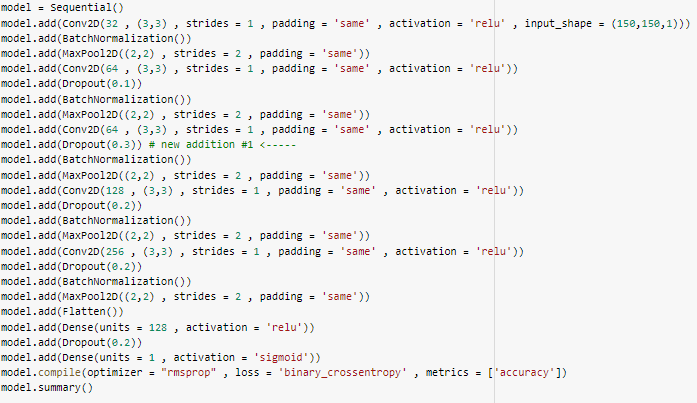 model = Sequential()
model.add(Conv2D(32 , (3,3) , strides = 1 , padding = 'same' , activation = 'relu' , input_shape = (150,150,1)))
model.add(BatchNormalization())
model.add(MaxPool2D((2,2) , strides = 2 , padding = 'same'))
model.add(Conv2D(64 , (3,3) , strides = 1 , padding = 'same' , activation = 'relu'))
model.add(Dropout(0.1))
model.add(BatchNormalization())
model.add(MaxPool2D((2,2) , strides = 2 , padding = 'same'))
model.add(Conv2D(64 , (3,3) , strides = 1 , padding = 'same' , activation = 'relu'))
model.add(Dropout(0.3)) # new addition #1 <-----
model.add(BatchNormalization())
model.add(MaxPool2D((2,2) , strides = 2 , padding = 'same'))
model.add(Conv2D(128 , (3,3) , strides = 1 , padding = 'same' , activation = 'relu'))
model.add(Dropout(0.2))
model.add(BatchNormalization())
model.add(MaxPool2D((2,2) , strides = 2 , padding = 'same'))
model.add(Conv2D(256 , (3,3) , strides = 1 , padding = 'same' , activation = 'relu'))
model.add(Dropout(0.2))
model.add(BatchNormalization())
model.add(MaxPool2D((2,2) , strides = 2 , padding = 'same'))
model.add(Flatten())
model.add(Dense(units = 128 , activation = 'relu'))
model.add(Dropout(0.2))
model.add(Dense(units = 1 , activation = 'sigmoid'))
model.compile(optimizer = "rmsprop" , loss = 'binary_crossentropy' , metrics = ['accuracy'])
model.summary()